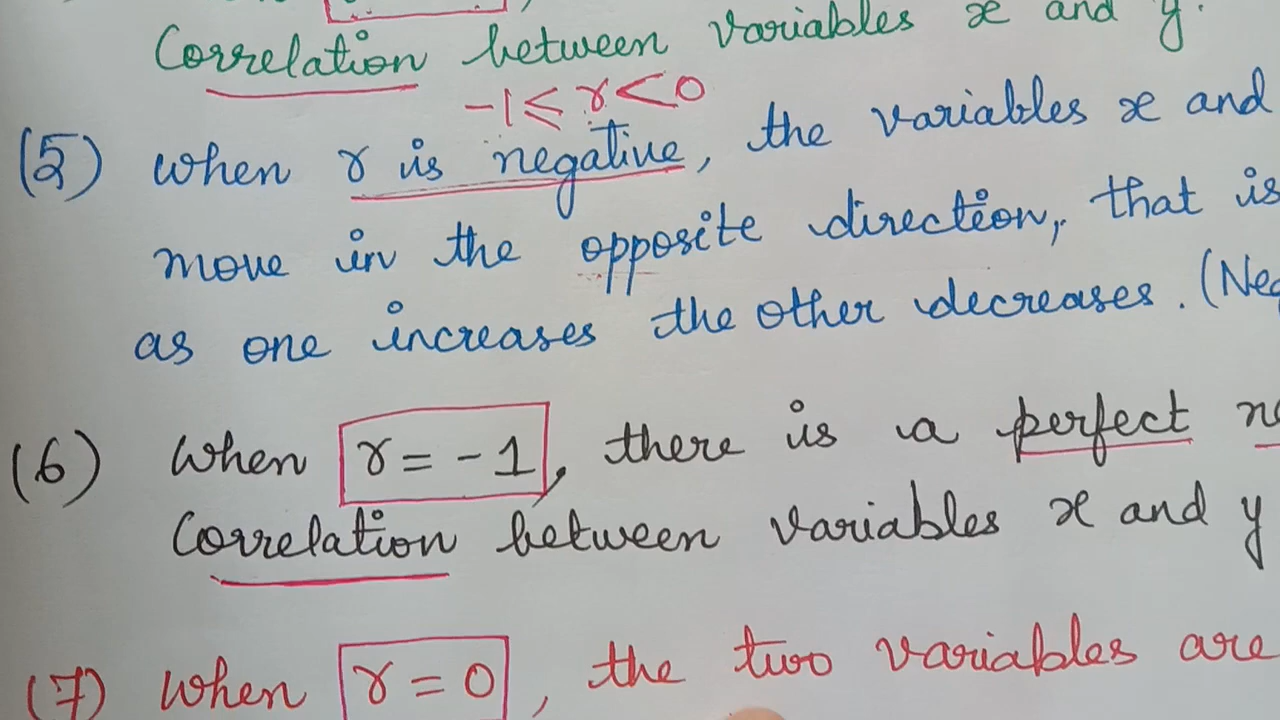 Correlation between variables x and y.
-1 ≤ r < 0
(5) when r is negative, the variables x and
move in the opposite direction, that is
as one increases the other decreases. (Neg
(6) When r = -1, there is a perfect ne
Correlation between variables x and y
(7) when r = 0, the two variables are